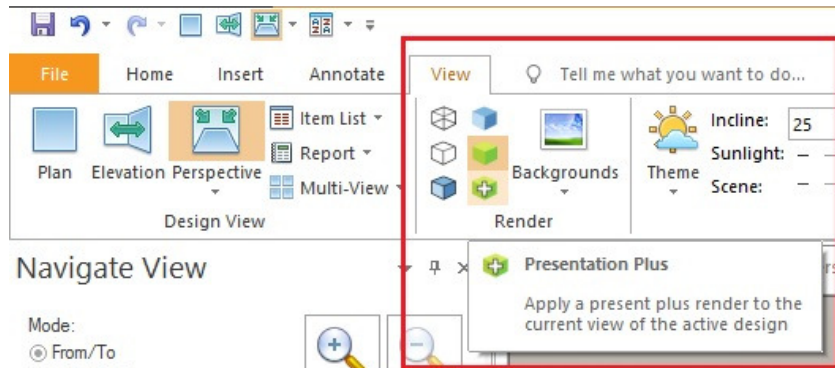 File Home Insert Annotate View Tell me what you want to do...
Item List
Report
Multi-View
Plan Elevation Perspective
Design View
Backgrounds
Render
Theme
Incline: 25
Sunlight: – –
Scene: – –
Navigate View
Mode:
From/To
Presentation Plus
Apply a present plus render to the
current view of the active design